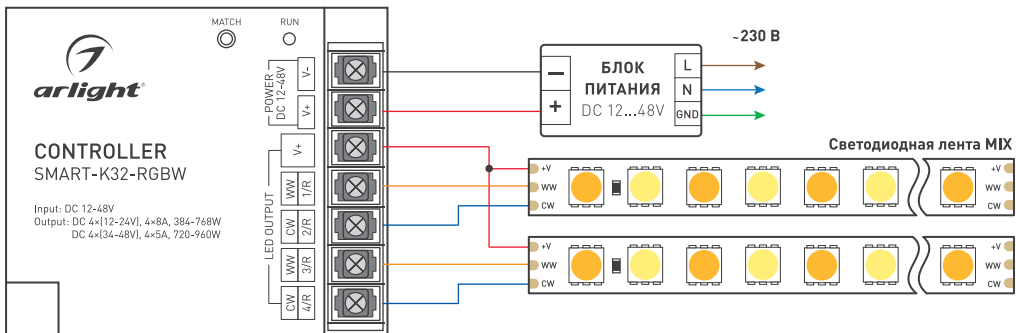 MATCH
RUN
arlight®
CONTROLLER
SMART-K32-RGBW
Input: DC 12-48V
Output: DC 4×(12-24V), 4×8A, 384-768W
DC 4×(34-48V), 4×5A, 720-960W
POWER
DC 12-48V
V-
V+
LED OUTPUT
V+
WW 1/R
CW 2/R
WW 3/R
CW 4/R
–
+
БЛОК
ПИТАНИЯ
DC 12...48V
L
N
GND
~230 В
Светодиодная лента MIX
+V
WW
CW
+V
WW
CW
+V
WW
CW
+V
WW
CW